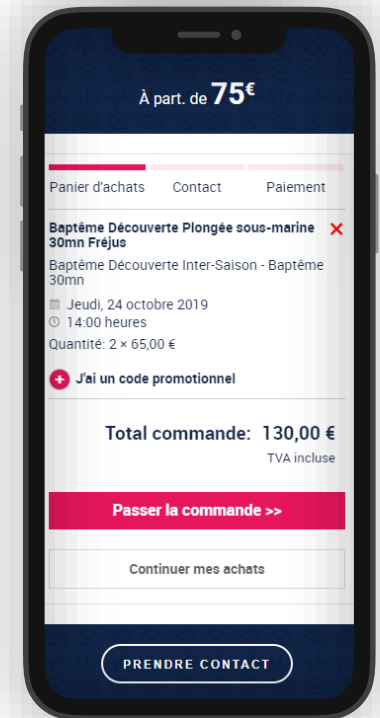 À part. de 75€
Panier d'achats Contact Paiement
Baptême Découverte Plongée sous-marine
30mn Fréjus
Baptême Découverte Inter-Saison - Baptême
30mn
Jeudi, 24 octobre 2019
14:00 heures
Quantité: 2 × 65,00 €
J'ai un code promotionnel
Total commande: 130,00 €
TVA incluse
Passer la commande >>
Continuer mes achats
PRENDRE CONTACT